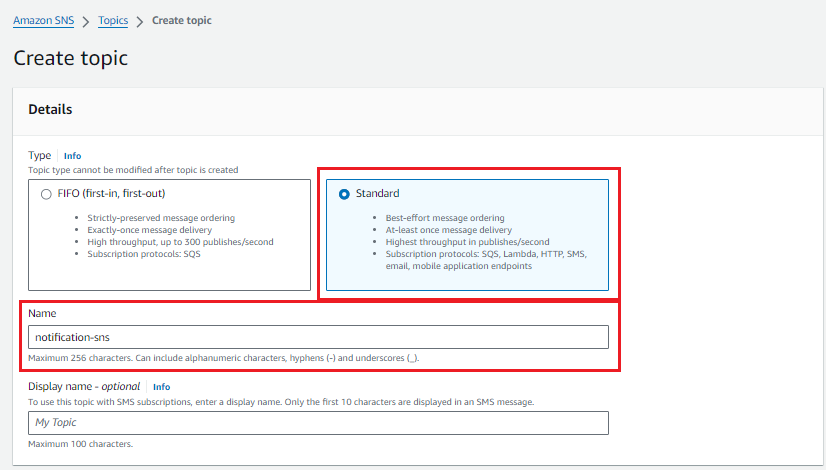 Amazon SNS > Topics > Create topic
Create topic
Details
Type Info
Topic type cannot be modified after topic is created
FIFO (first-in, first-out)
• Strictly-preserved message ordering
• Exactly-once message delivery
• High throughput, up to 300 publishes/second
• Subscription protocols: SQS
Standard
• Best-effort message ordering
• At-least once message delivery
• Highest throughput in publishes/second
• Subscription protocols: SQS, Lambda, HTTP, SMS,
email, mobile application endpoints
Name
notification-sns
Maximum 256 characters. Can include alphanumeric characters, hyphens (-) and underscores (_).
Display name - optional Info
To use this topic with SMS subscriptions, enter a display name. Only the first 10 characters are displayed in an SMS message.
My Topic
Maximum 100 characters.